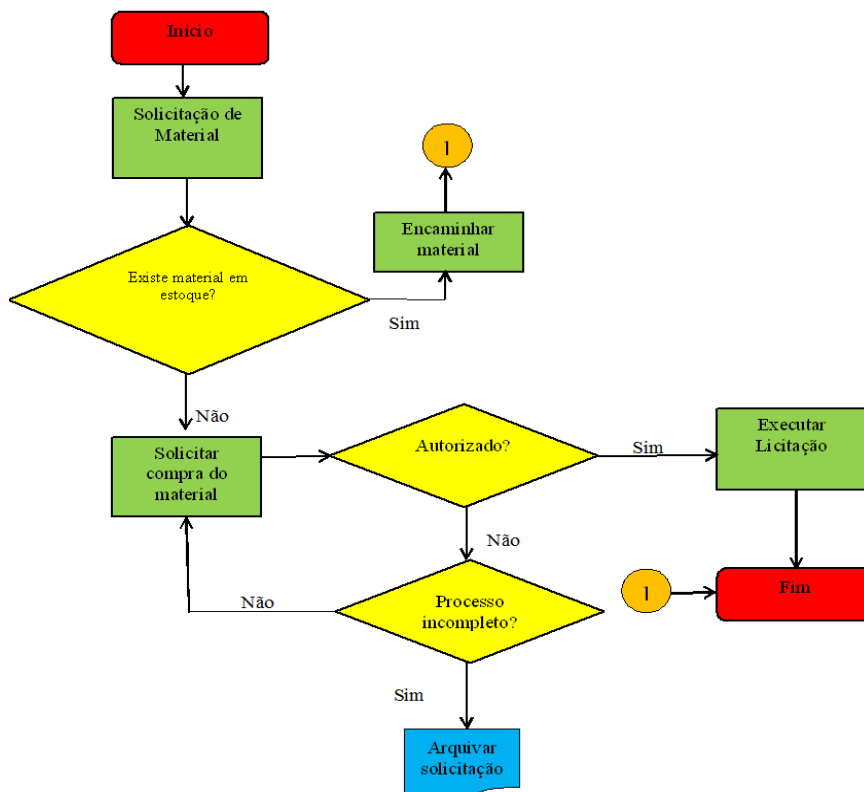 Início
Solicitação de
Material
1
Encaminhar
material
Existe material em
estoque?
Sim
Não
Solicitar
compra do
material
Autorizado?
Sim
Executar
Licitação
Não
Processo
incompleto?
Não
1
Fim
Sim
Arquivar
solicitação